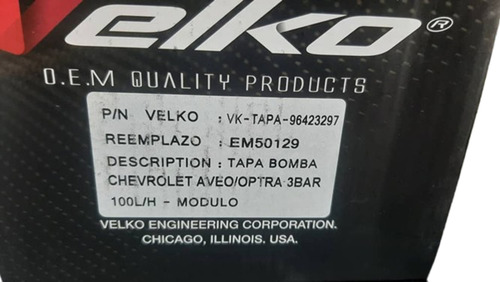 Velko®
O.E.M QUALITY PRODUCTS
P/N VELKO : VK-TAPA-96423297
REEMPLAZO : EM50129
DESCRIPTION : TAPA BOMBA
CHEVROLET AVEO/OPTRA 3BAR
100L/H - MODULO
VELKO ENGINEERING CORPORATION.
CHICAGO, ILLINOIS. USA.